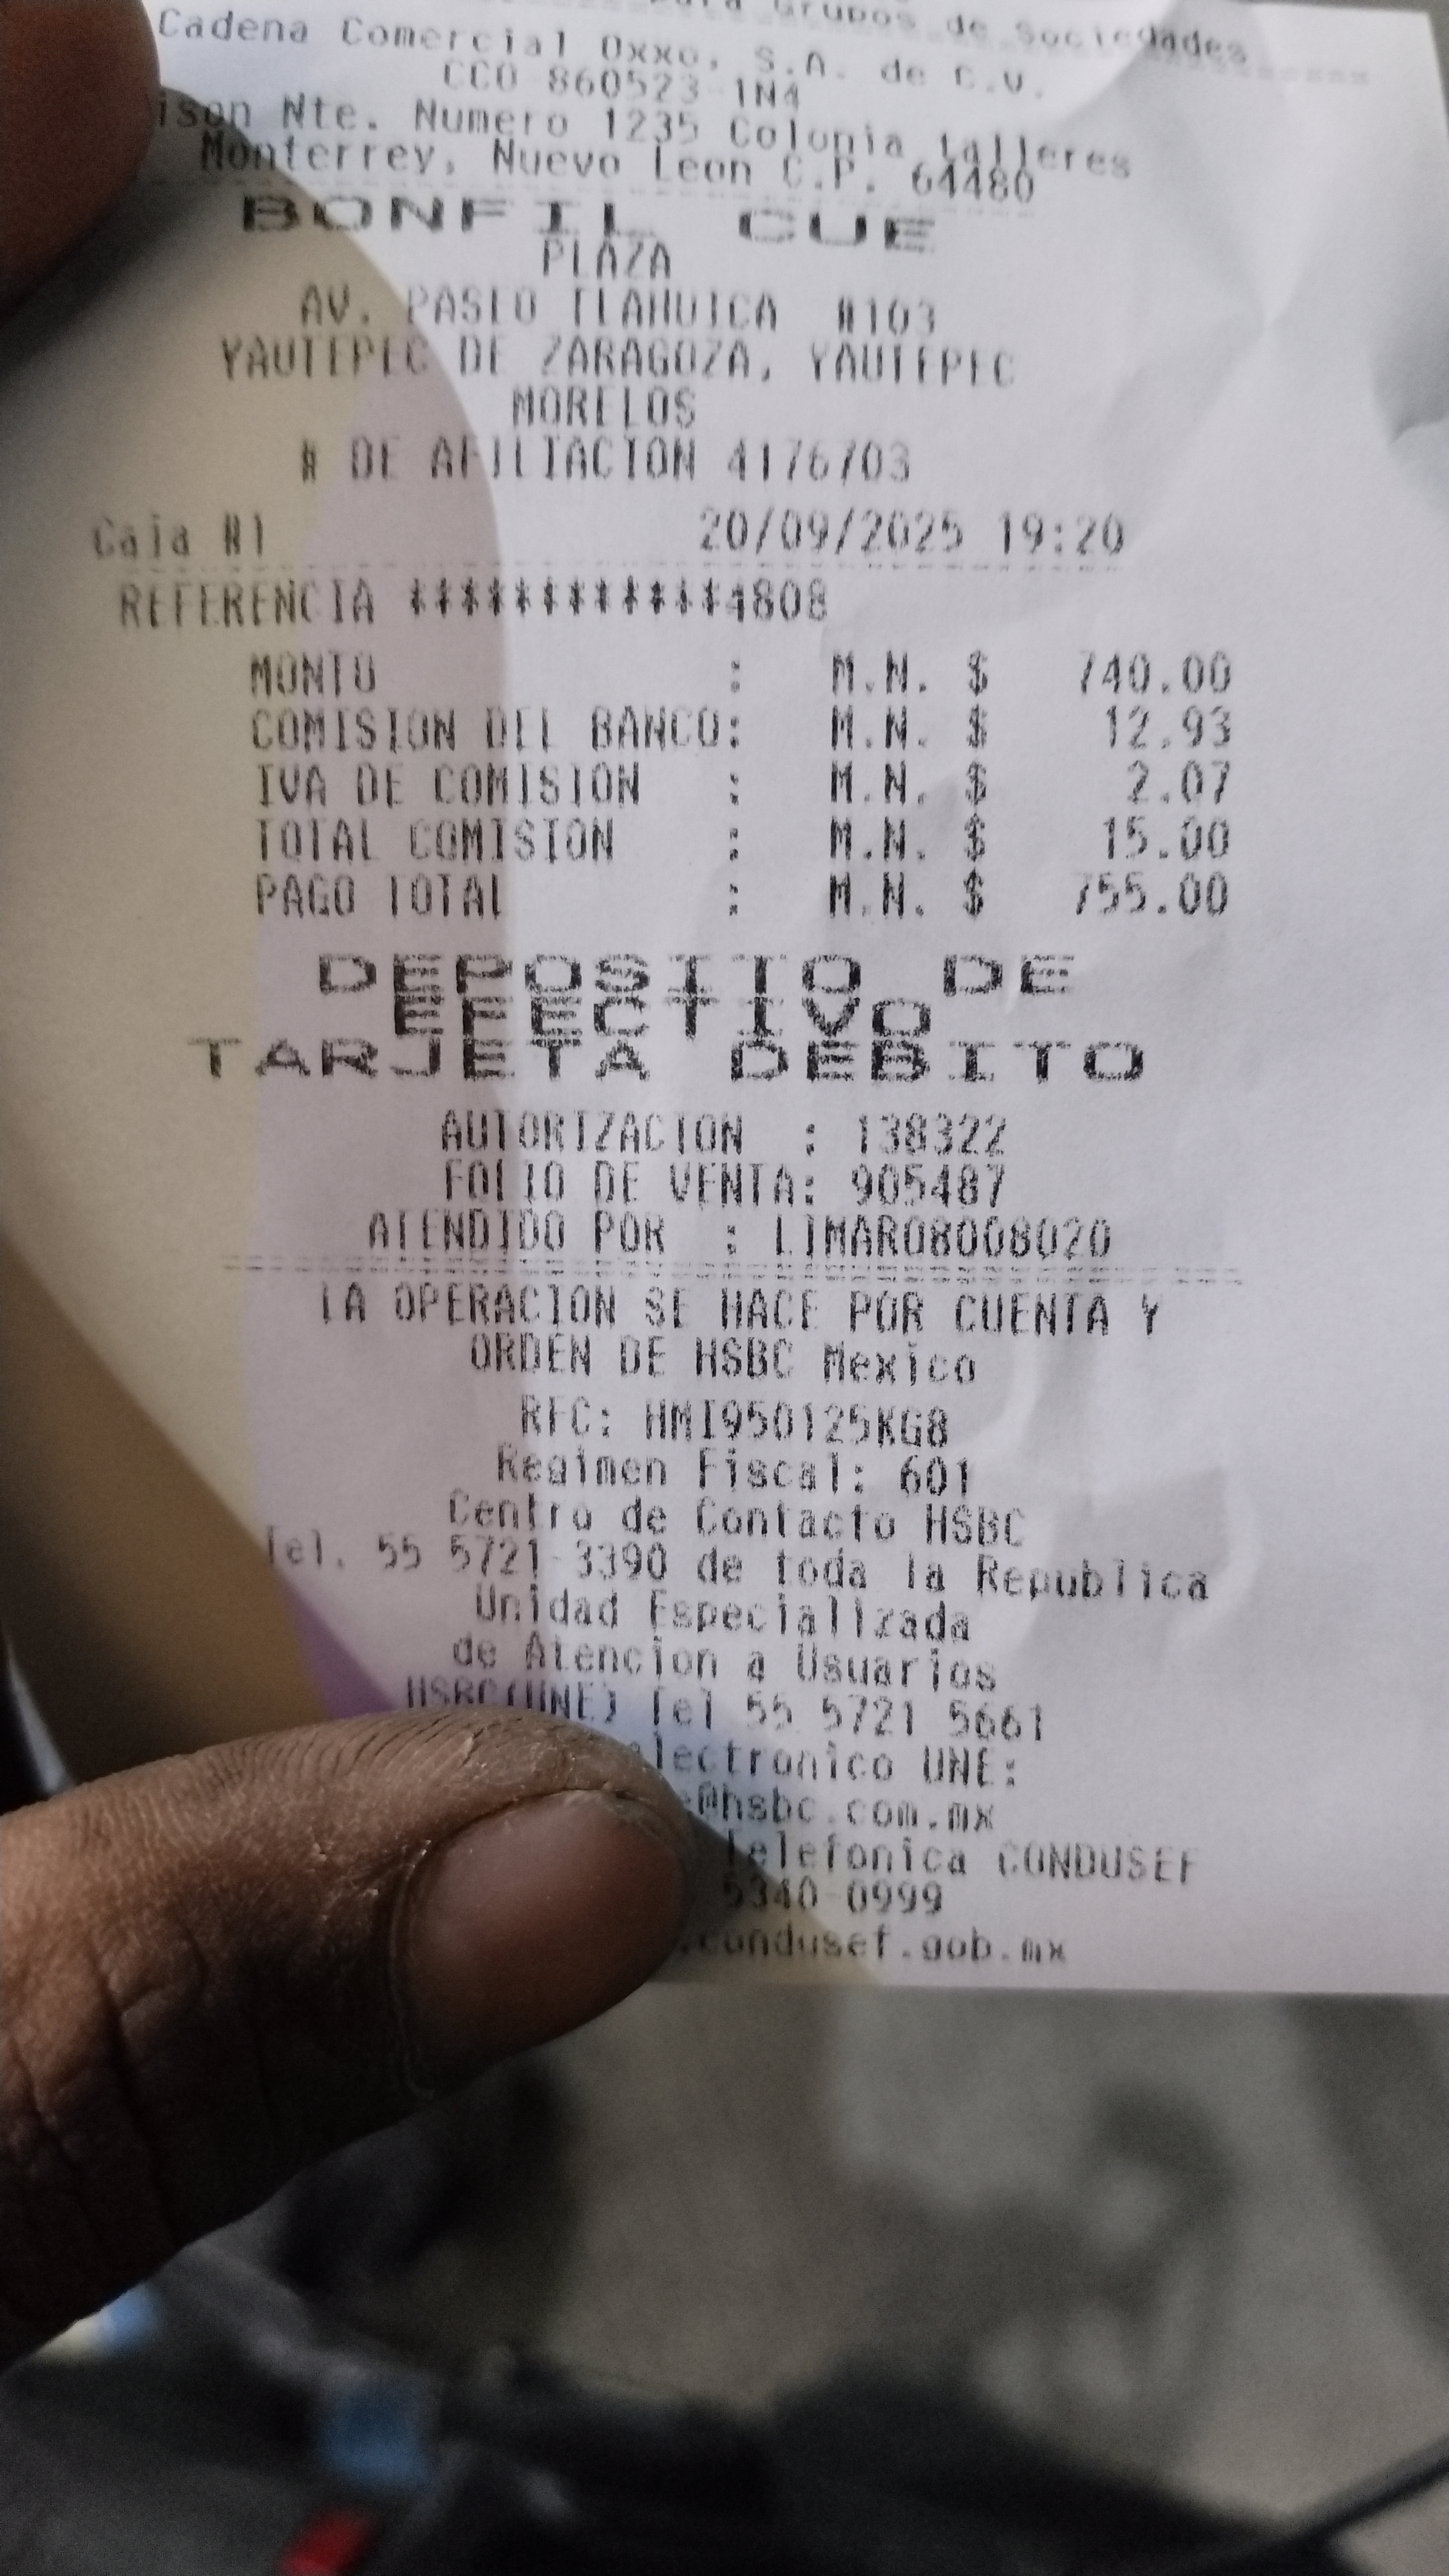 para Grupos de Sociedades
Cadena Comercial Oxxo, S.A. de C.V.
CCO 860523 1N4
ison Nte. Numero 1235 Colonia talleres
Monterrey, Nuevo Leon C.P. 64480
BONFIL CUE
PLAZA
AV. PASEO TLAHUICA #103
YAUTEPEC DE ZARAGOZA, YAUTEPEC
MORELOS
# DE AFILIACION 4176703
Caja #1 20/09/2025 19:20
REFERENCIA ************4808
MONTO : M.N. $ 740.00
COMISION DEL BANCO: M.N. $ 12.93
IVA DE COMISION : M.N. $ 2.07
TOTAL COMISION : M.N. $ 15.00
PAGO TOTAL : M.N. $ 755.00
DEPOSITO DE
EFECTIVO
TARJETA DEBITO
AUTORIZACION : 138322
FOLIO DE VENTA: 905487
ATENDIDO POR : LIMAR08008020
LA OPERACION SE HACE POR CUENTA Y
ORDEN DE HSBC Mexico
RFC: HMI950125KG8
Regimen Fiscal: 601
Centro de Contacto HSBC
Tel. 55 5721 3390 de toda la Republica
Unidad Especializada
de Atencion a Usuarios
HSBC(UNE) Tel 55 5721 5661
lectronico UNE:
e@hsbc.com.mx
Telefonica CONDUSEF
5340 0999
.condusef.gob.mx